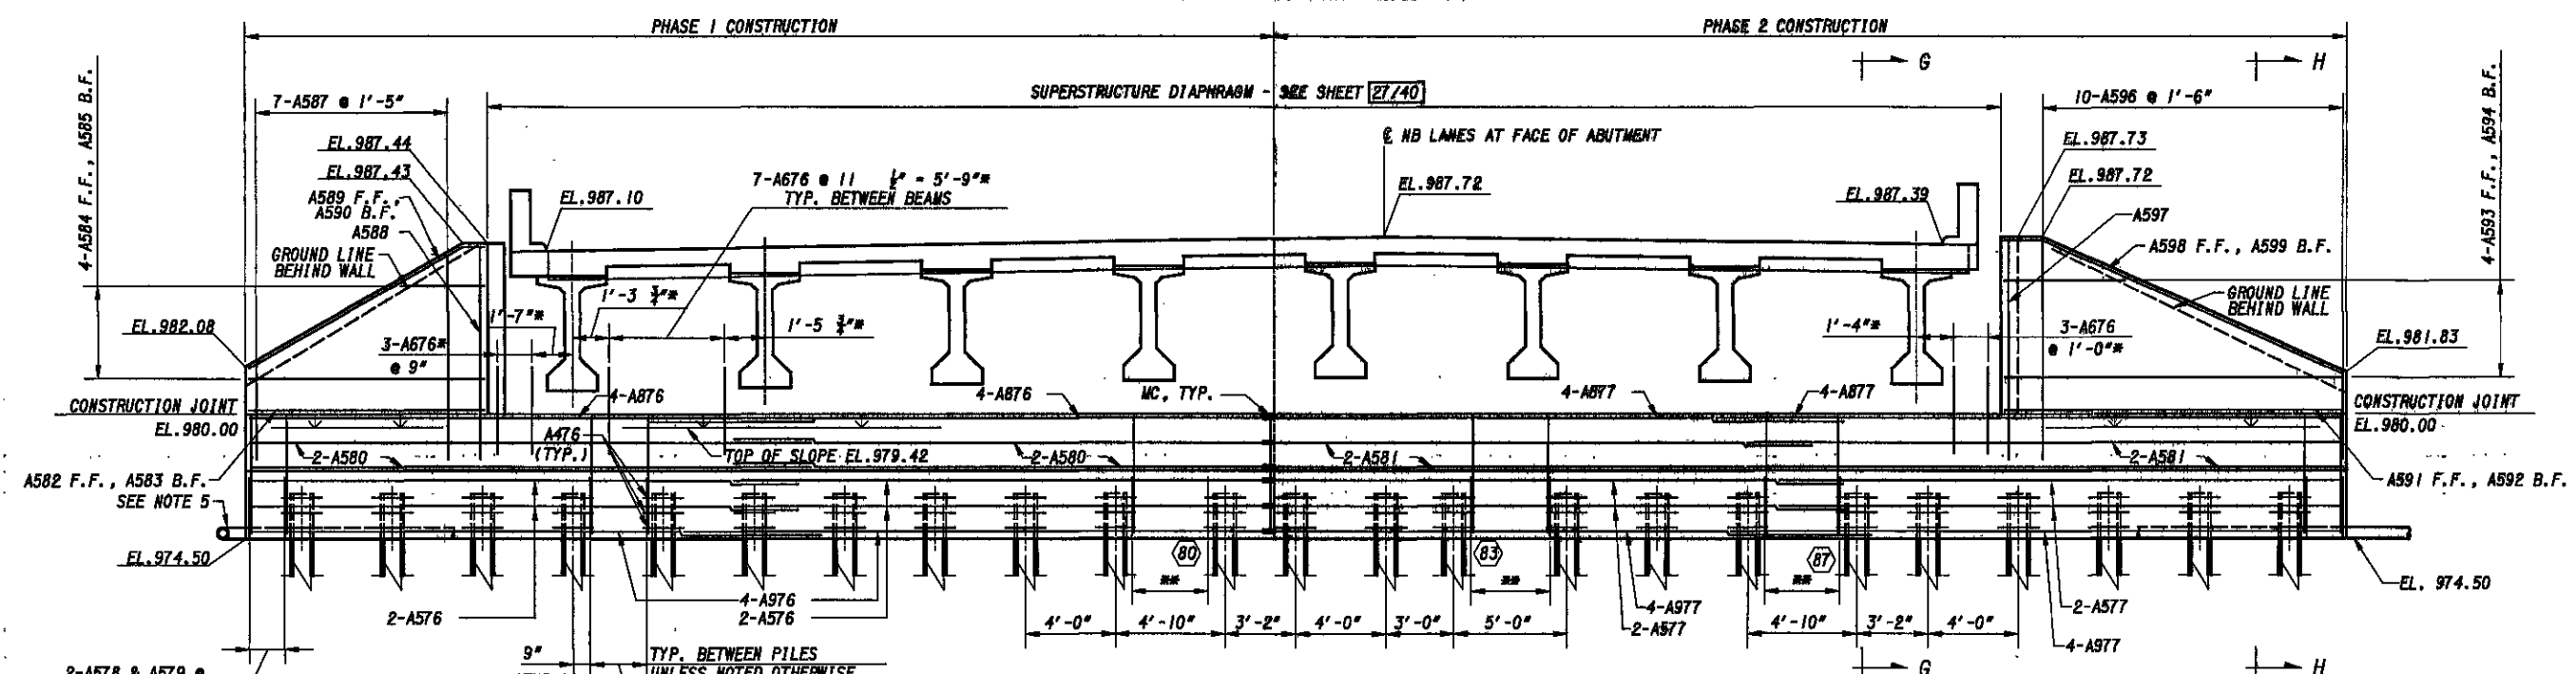 PHASE 1 CONSTRUCTION
PHASE 2 CONSTRUCTION
G
H
4-A584 F.F., A585 B.F.
7-A587 @ 1'-5"
SUPERSTRUCTURE DIAPHRAGM - SEE SHEET 27/40
10-A596 @ 1'-6"
4-A593 F.F., A594 B.F.
EL.987.44
EL.987.43
A589 F.F.,
A590 B.F.
A588
GROUND LINE
BEHIND WALL
EL.987.10
7-A676 @ 11 ½" = 5'-9"*
TYP. BETWEEN BEAMS
℄ NB LANES AT FACE OF ABUTMENT
EL.987.72
EL.987.39
EL.987.73
EL.987.72
A597
A598 F.F., A599 B.F.
GROUND LINE
BEHIND WALL
EL.982.08
1'-7"*
1'-3 ¾"*
1'-5 ¾"*
3-A676*
@ 9"
1'-4"*
3-A676
@ 1'-0"*
EL.981.83
CONSTRUCTION JOINT
EL.980.00
4-A876
4-A876
MC, TYP.
4-A877
4-A877
CONSTRUCTION JOINT
EL.980.00
A476
(TYP.)
2-A580
TOP OF SLOPE EL.979.42
2-A580
2-A581
2-A581
A582 F.F., A583 B.F.
SEE NOTE 5
A591 F.F., A592 B.F.
EL.974.50
80
83
87
**
**
**
EL. 974.50
2-A576
4-A976
2-A576
4'-0"
4'-10"
3'-2"
4'-0"
3'-0"
5'-0"
4-A977
2-A577
4'-10"
3'-2"
4'-0"
2-A577
4-A977
2-A578 & A579 @
9"
TYP. BETWEEN PILES
UNLESS NOTED OTHERWISE
G
H